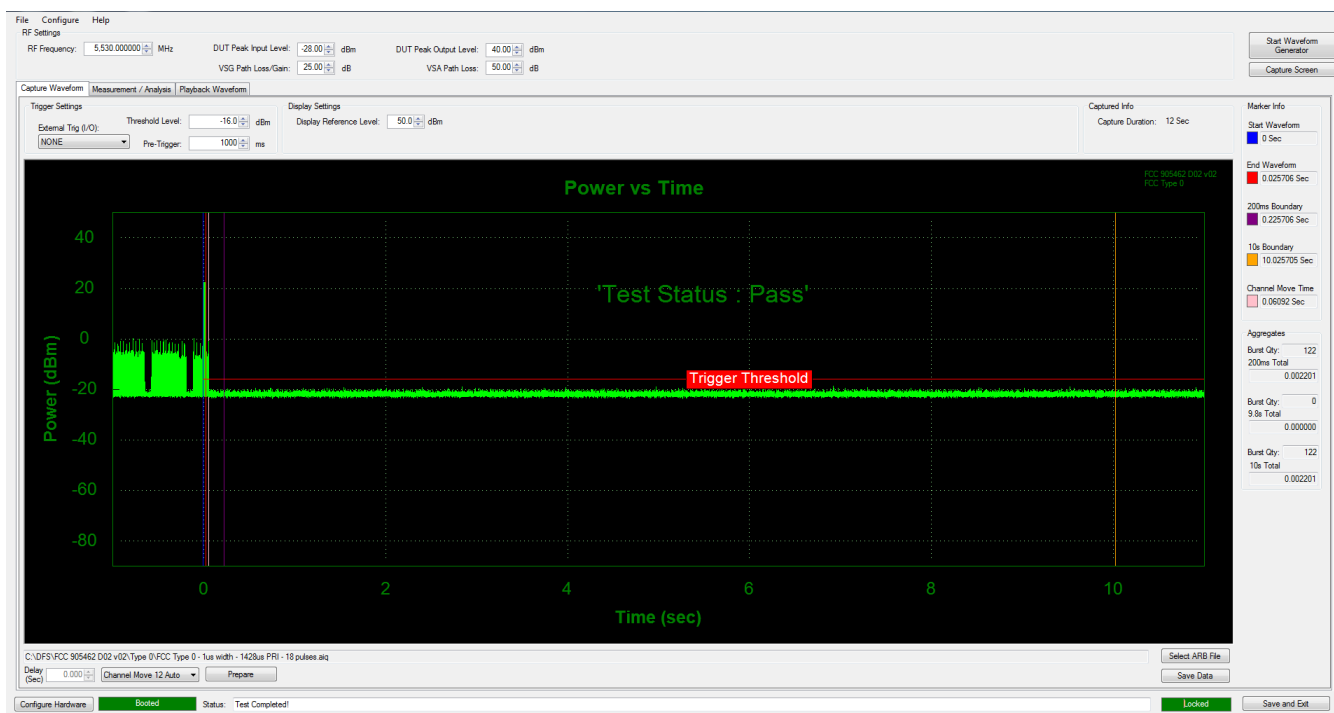 File Configure Help
RF Settings
RF Frequency: 5,530.000000 MHz DUT Peak Input Level: -28.00 dBm DUT Peak Output Level: 40.00 dBm
VSG Path Loss/Gain: 25.00 dB VSA Path Loss: 50.00 dB
Start Waveform
Generator
Capture Screen
Capture Waveform Measurement / Analysis Playback Waveform
Trigger Settings
External Trig (I/O):
NONE
Threshold Level: -16.0 dBm
Pre-Trigger: 1000 ms
Display Settings
Display Reference Level: 50.0 dBm
Captured Info
Capture Duration: 12 Sec
Marker Info
Start Waveform
0 Sec
End Waveform
0.025706 Sec
200ms Boundary
0.225706 Sec
10s Boundary
10.025705 Sec
Channel Move Time
0.06092 Sec
Aggregates
Burst Qty: 122
200ms Total
0.002201
Burst Qty: 0
9.8s Total
0.000000
Burst Qty: 122
10s Total
0.002201
Power vs Time
FCC 905462 D02 v02
FCC Type 0
'Test Status : Pass'
Trigger Threshold
Power (dBm)
40
20
0
-20
-40
-60
-80
0 2 4 6 8 10
Time (sec)
C:\DFS\FCC 905462 D02 v02\Type 0\FCC Type 0 - 1us width - 1428us PRI - 18 pulses.aiq
Select ARB File
Delay
(Sec) 0.000 Channel Move 12 Auto Prepare
Save Data
Configure Hardware Booted Status: Test Completed! Locked Save and Exit